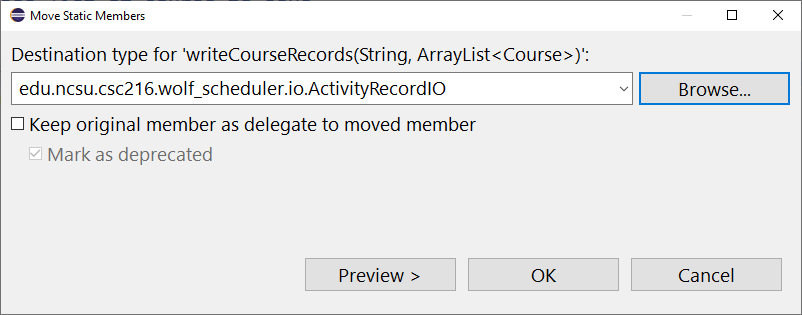 Move Static Members
Destination type for 'writeCourseRecords(String, ArrayList<Course>)':
edu.ncsu.csc216.wolf_scheduler.io.ActivityRecordIO
Browse...
Keep original member as delegate to moved member
Mark as deprecated
Preview >
OK
Cancel